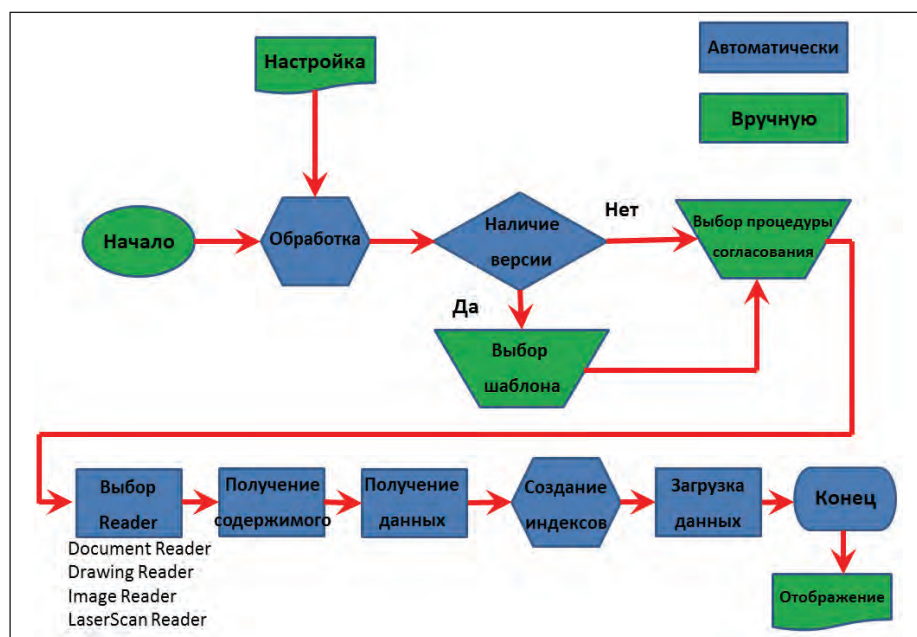 Настройка
Автоматически
Вручную
Начало
Обработка
Наличие
версии
Нет
Выбор процедуры
согласования
Да
Выбор
шаблона
Выбор
Reader
Получение
содержимого
Получение
данных
Создание
индексов
Загрузка
данных
Конец
Document Reader
Drawing Reader
Image Reader
LaserScan Reader
Отображение